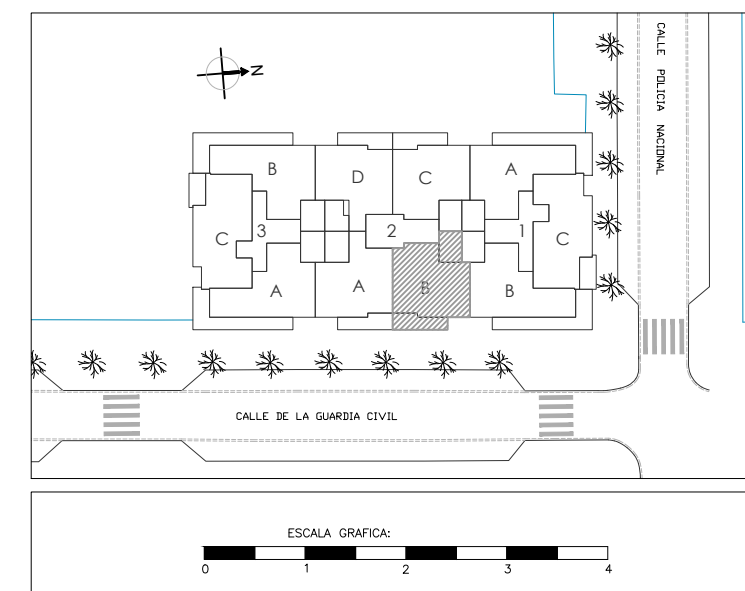 CALLE POLICIA NACIONAL
N
B
D
C
A
C
3
2
1
C
A
A
B
B
CALLE DE LA GUARDIA CIVIL
ESCALA GRAFICA:
0 1 2 3 4